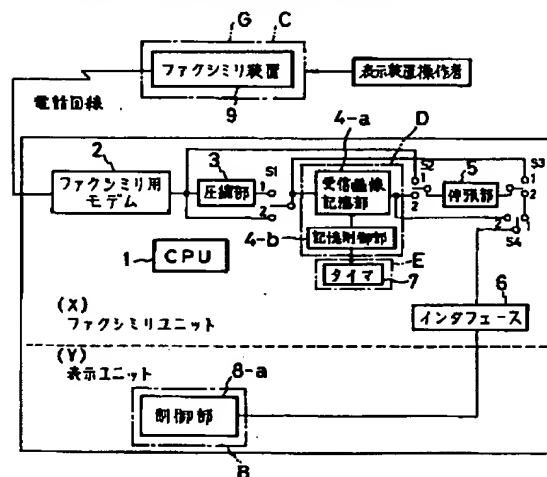 G
C
ファクシミリ装置
9
表示装置操作者
電話回線
4-a
D
2
ファクシミリ用
モデム
3
圧縮部
S1
1
2
受信画像
記憶部
S2
1
2
5
伸張部
S3
1
2
1
2
S4
4-b
記憶制御部
1
CPU
E
タイマ
7
6
インタフェース
(X)
ファクシミリユニット
(Y)
表示ユニット
8-a
制御部
B